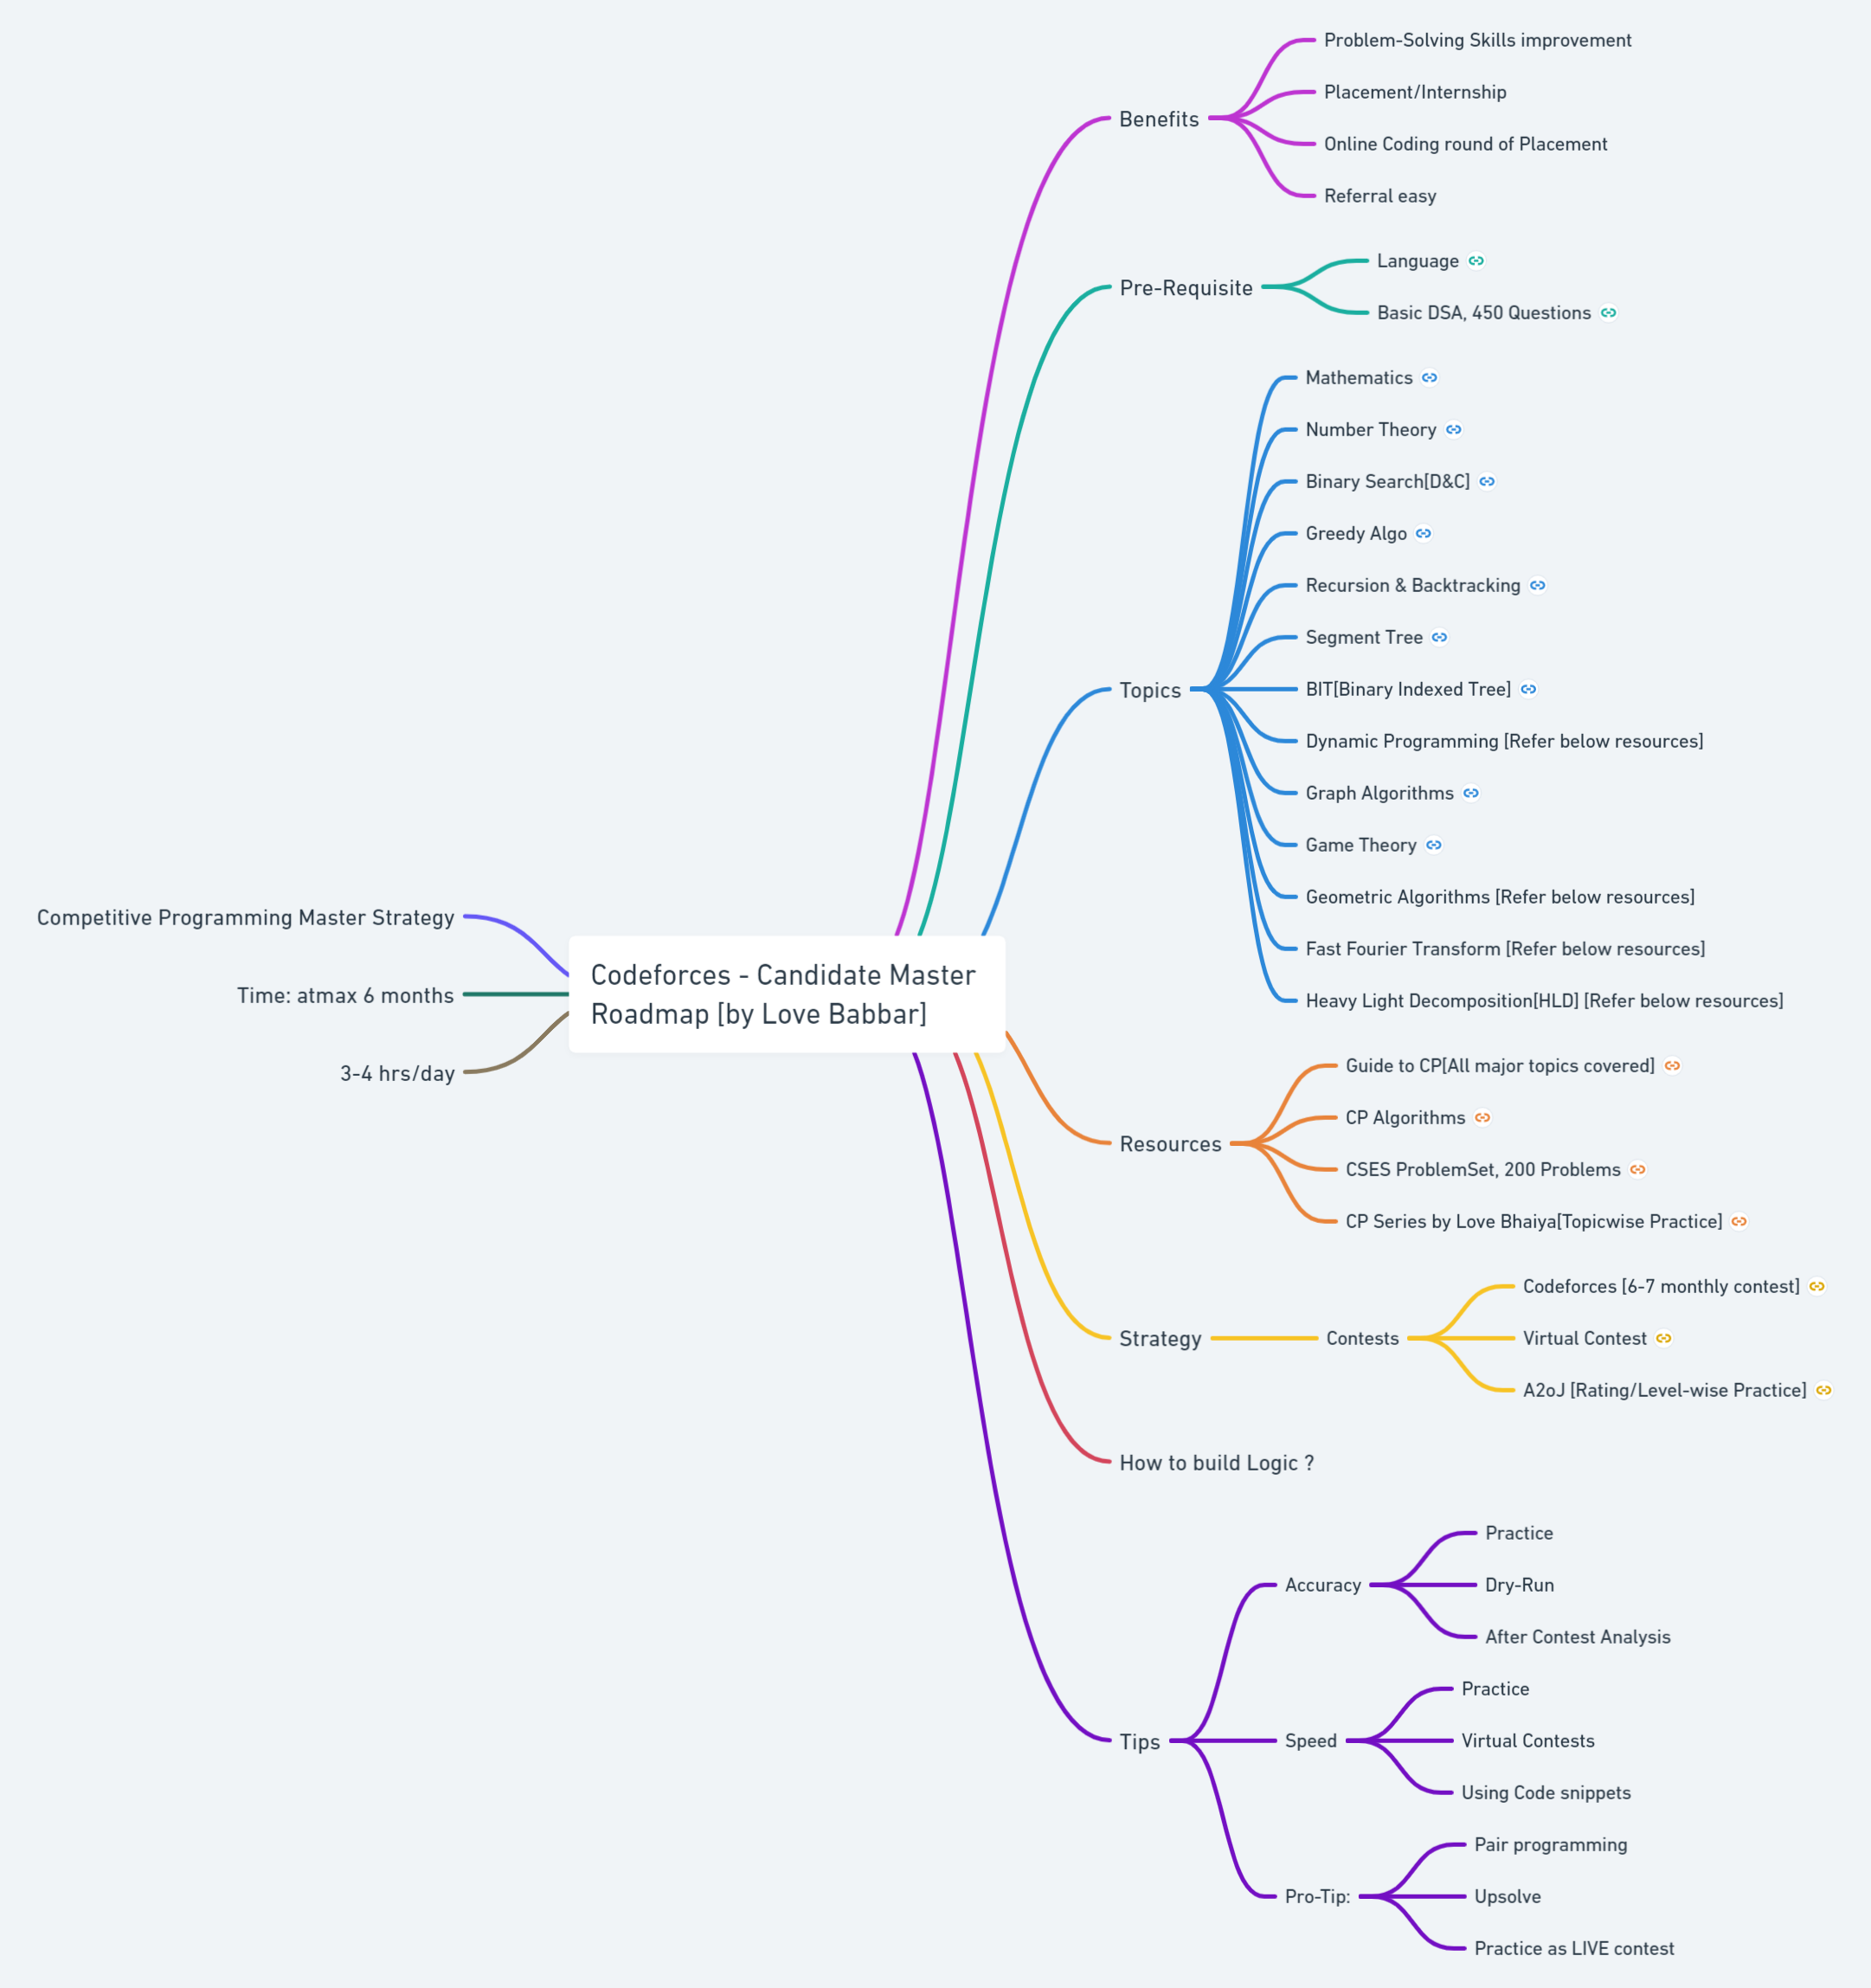 Problem-Solving Skills improvement
Placement/Internship
Benefits
Online Coding round of Placement
Referral easy
Language
Pre-Requisite
Basic DSA, 450 Questions
Mathematics
Number Theory
Binary Search[D&C]
Greedy Algo
Recursion & Backtracking
Segment Tree
Topics
BIT[Binary Indexed Tree]
Dynamic Programming [Refer below resources]
Graph Algorithms
Game Theory
Geometric Algorithms [Refer below resources]
Fast Fourier Transform [Refer below resources]
Heavy Light Decomposition[HLD] [Refer below resources]
Competitive Programming Master Strategy
Time: atmax 6 months
3-4 hrs/day
Codeforces - Candidate Master
Roadmap [by Love Babbar]
Guide to CP[All major topics covered]
CP Algorithms
Resources
CSES ProblemSet, 200 Problems
CP Series by Love Bhaiya[Topicwise Practice]
Codeforces [6-7 monthly contest]
Strategy
Contests
Virtual Contest
A2oJ [Rating/Level-wise Practice]
How to build Logic ?
Practice
Accuracy
Dry-Run
After Contest Analysis
Practice
Tips
Speed
Virtual Contests
Using Code snippets
Pair programming
Pro-Tip:
Upsolve
Practice as LIVE contest